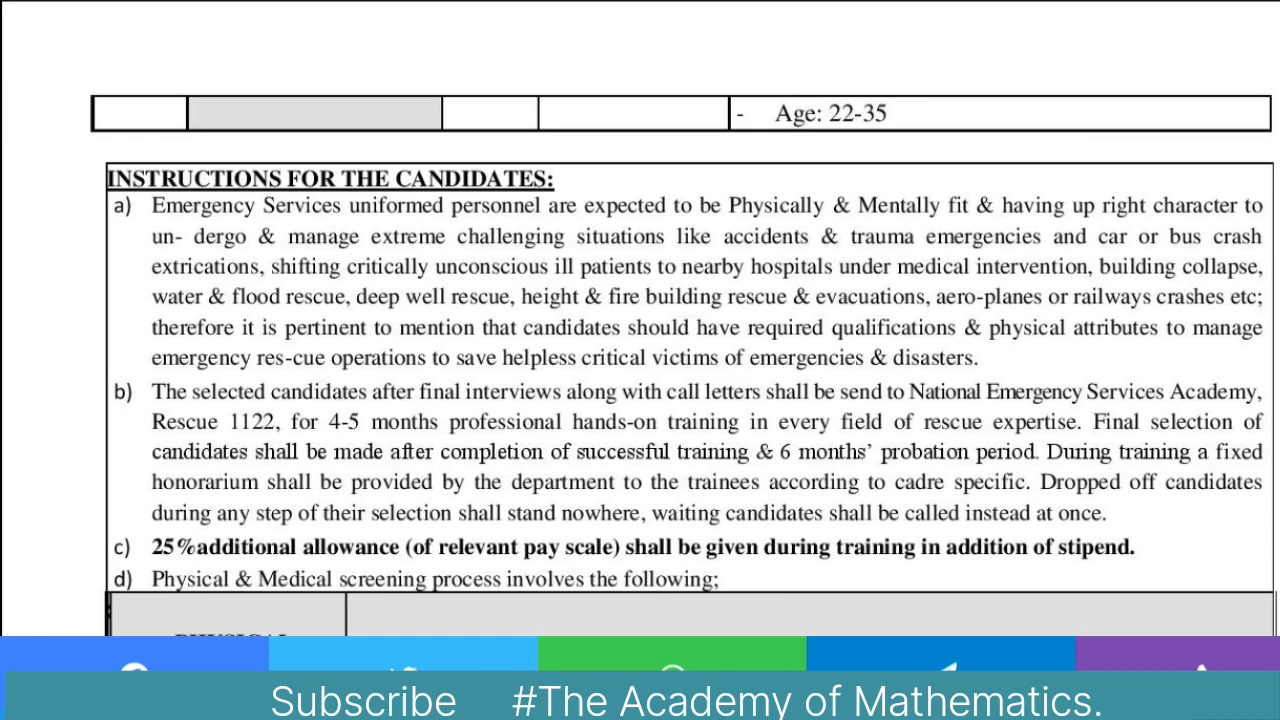 - Age: 22-35
INSTRUCTIONS FOR THE CANDIDATES:
a) Emergency Services uniformed personnel are expected to be Physically & Mentally fit & having up right character to
un- dergo & manage extreme challenging situations like accidents & trauma emergencies and car or bus crash
extrications, shifting critically unconscious ill patients to nearby hospitals under medical intervention, building collapse,
water & flood rescue, deep well rescue, height & fire building rescue & evacuations, aero-planes or railways crashes etc;
therefore it is pertinent to mention that candidates should have required qualifications & physical attributes to manage
emergency res-cue operations to save helpless critical victims of emergencies & disasters.
b) The selected candidates after final interviews along with call letters shall be send to National Emergency Services Academy,
Rescue 1122, for 4-5 months professional hands-on training in every field of rescue expertise. Final selection of
candidates shall be made after completion of successful training & 6 months’ probation period. During training a fixed
honorarium shall be provided by the department to the trainees according to cadre specific. Dropped off candidates
during any step of their selection shall stand nowhere, waiting candidates shall be called instead at once.
c) 25%additional allowance (of relevant pay scale) shall be given during training in addition of stipend.
d) Physical & Medical screening process involves the following;
Subscribe #The Academy of Mathematics.